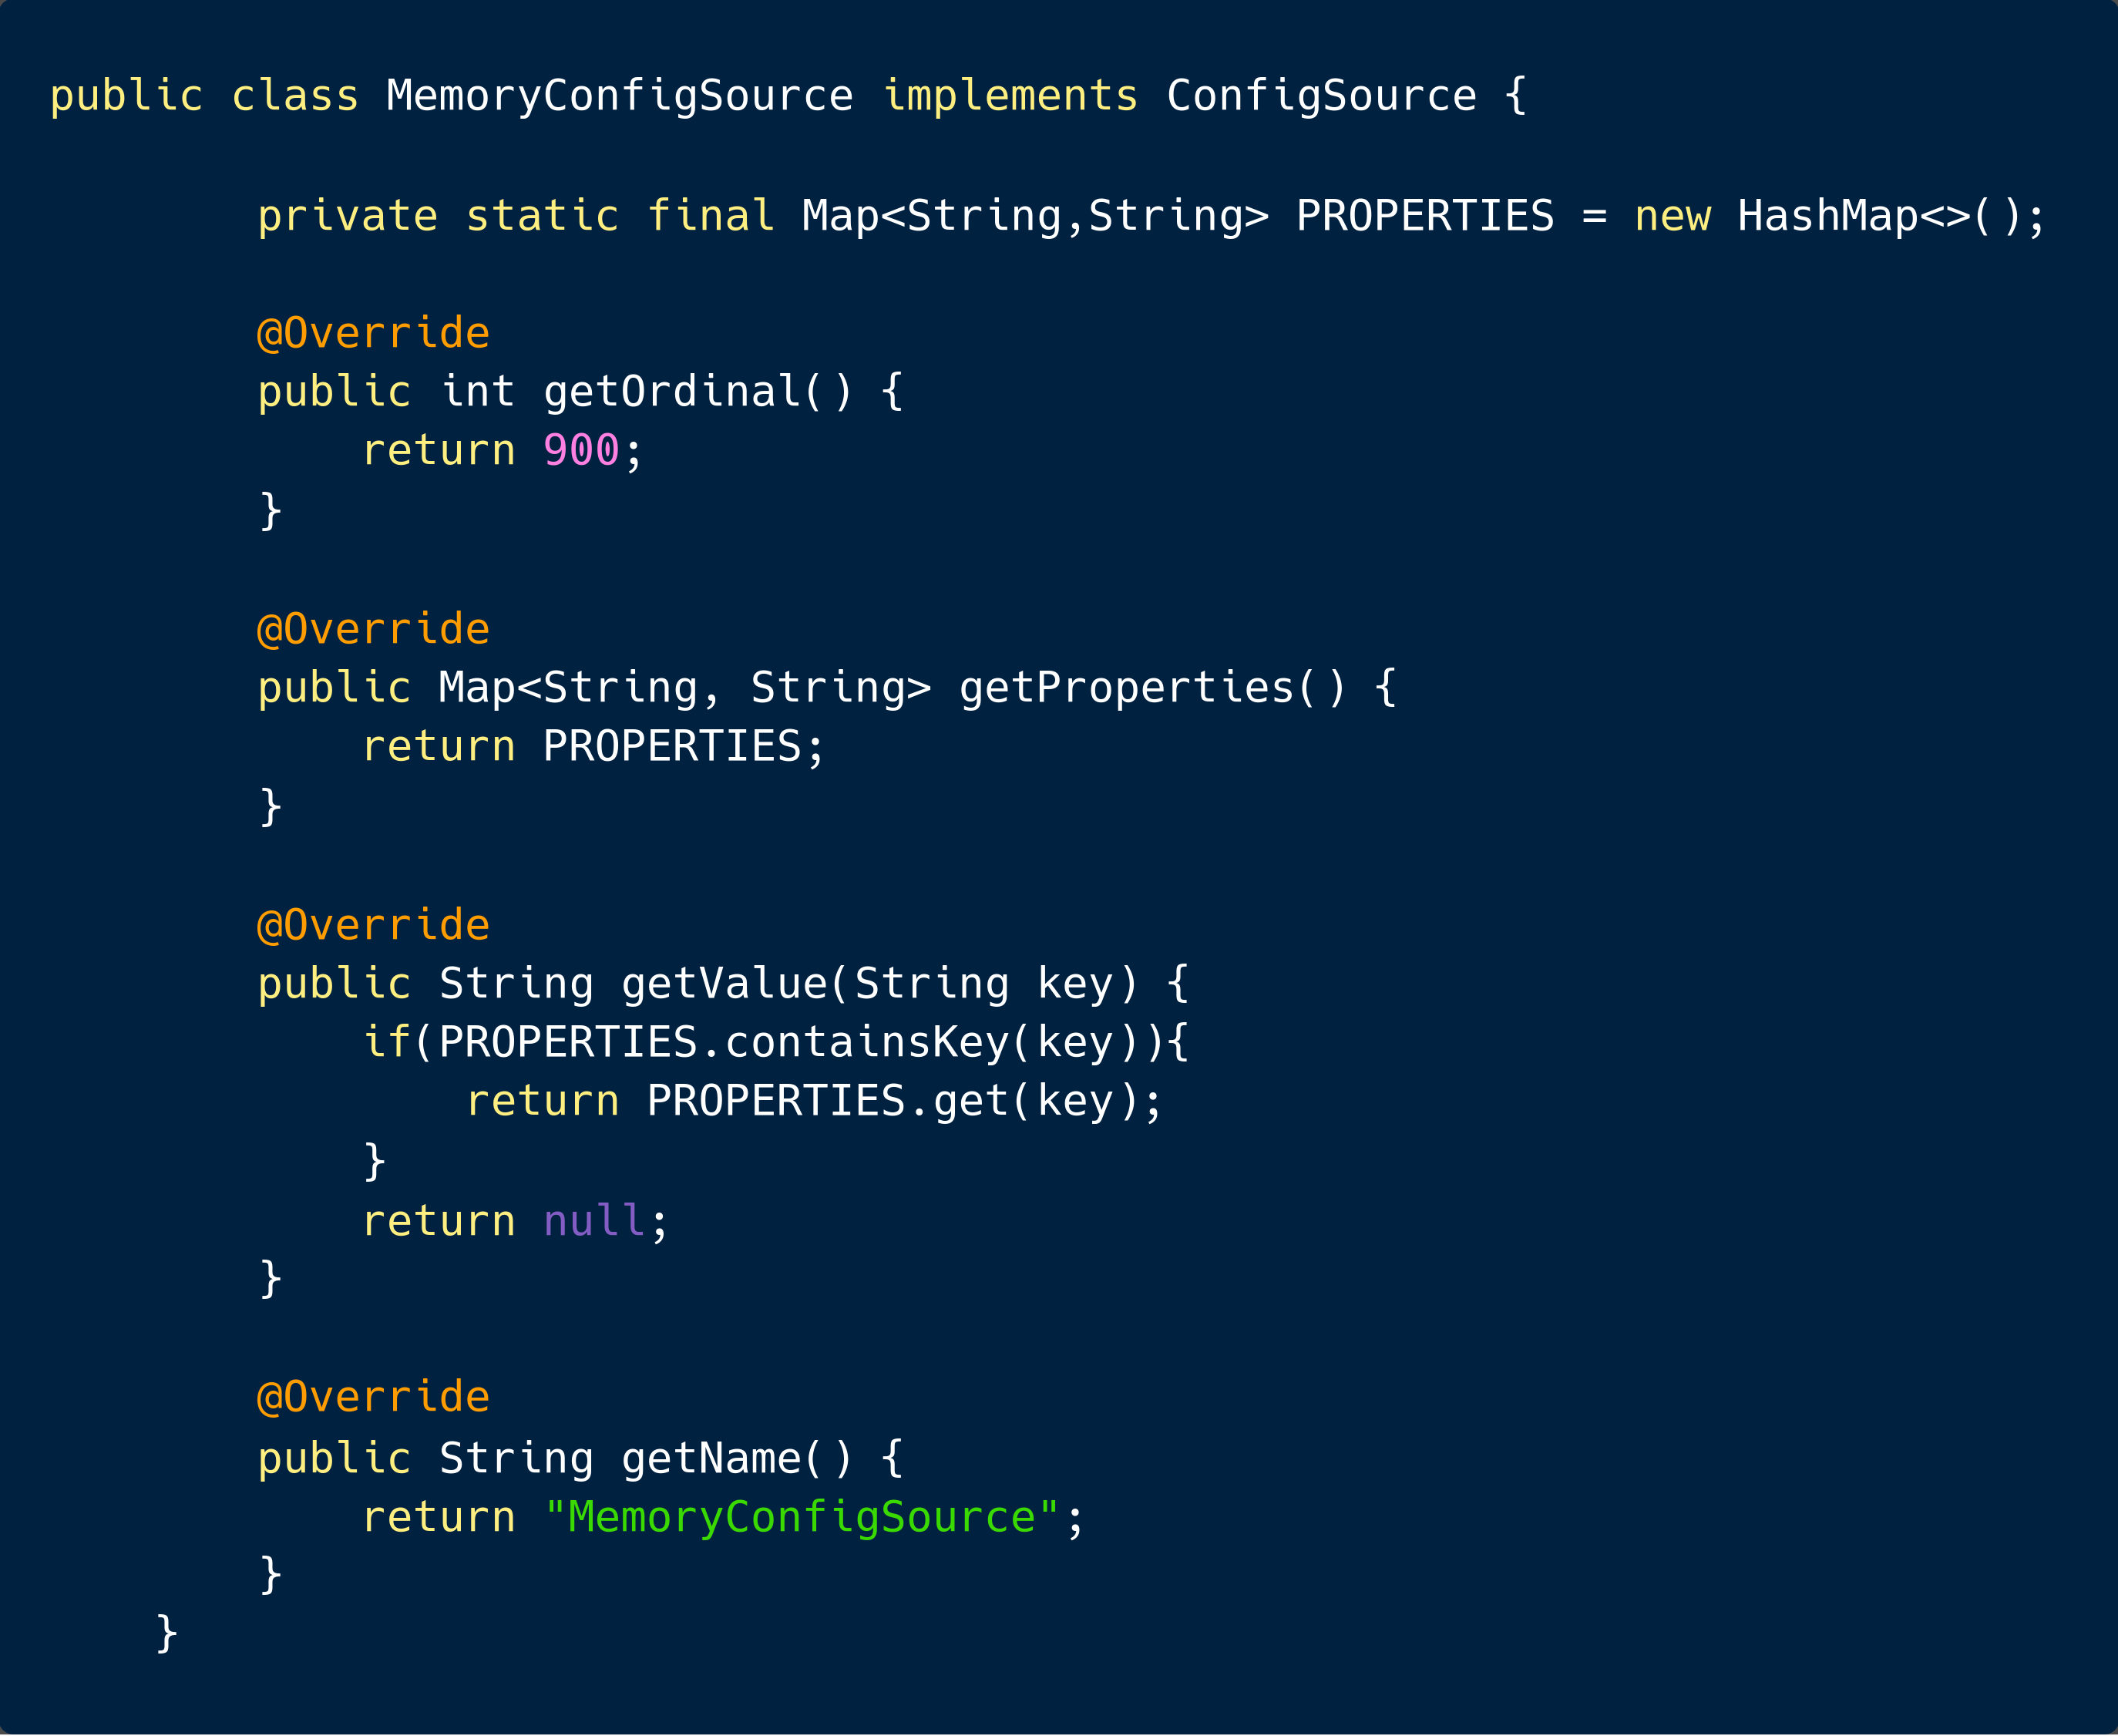 public class MemoryConfigSource implements ConfigSource {
private static final Map<String,String> PROPERTIES = new HashMap<>();
@Override
public int getOrdinal() {
return 900;
}
@Override
public Map<String, String> getProperties() {
return PROPERTIES;
}
@Override
public String getValue(String key) {
if(PROPERTIES.containsKey(key)){
return PROPERTIES.get(key);
}
return null;
}
@Override
public String getName() {
return "MemoryConfigSource";
}
}